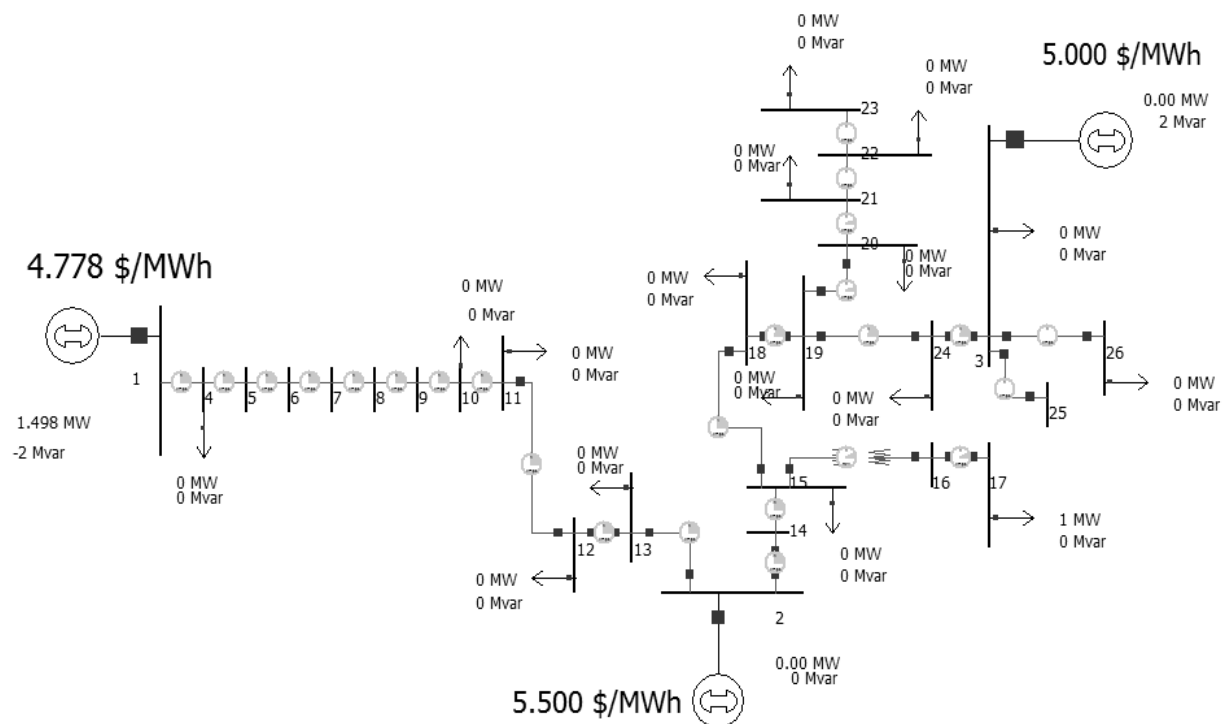 0 MW
0 Mvar
5.000 $/MWh
0 MW
0 Mvar
0.00 MW
2 Mvar
23
0 MW
0 Mvar
22
21
20
0 MW
0 Mvar
0 MW
0 Mvar
4.778 $/MWh
0 MW
0 Mvar
0 MW
0 Mvar
18
19
24
3
26
0 MW
0 Mvar
1
4
5
6
7
8
9
10
11
0 MW
0 Mvar
0 MW
0 Mvar
0 MW
0 Mvar
25
0 MW
0 Mvar
1.498 MW
-2 Mvar
0 MW
0 Mvar
0 MW
0 Mvar
15
16
17
1 MW
0 Mvar
12
13
14
0 MW
0 Mvar
0 MW
0 Mvar
2
0.00 MW
0 Mvar
5.500 $/MWh